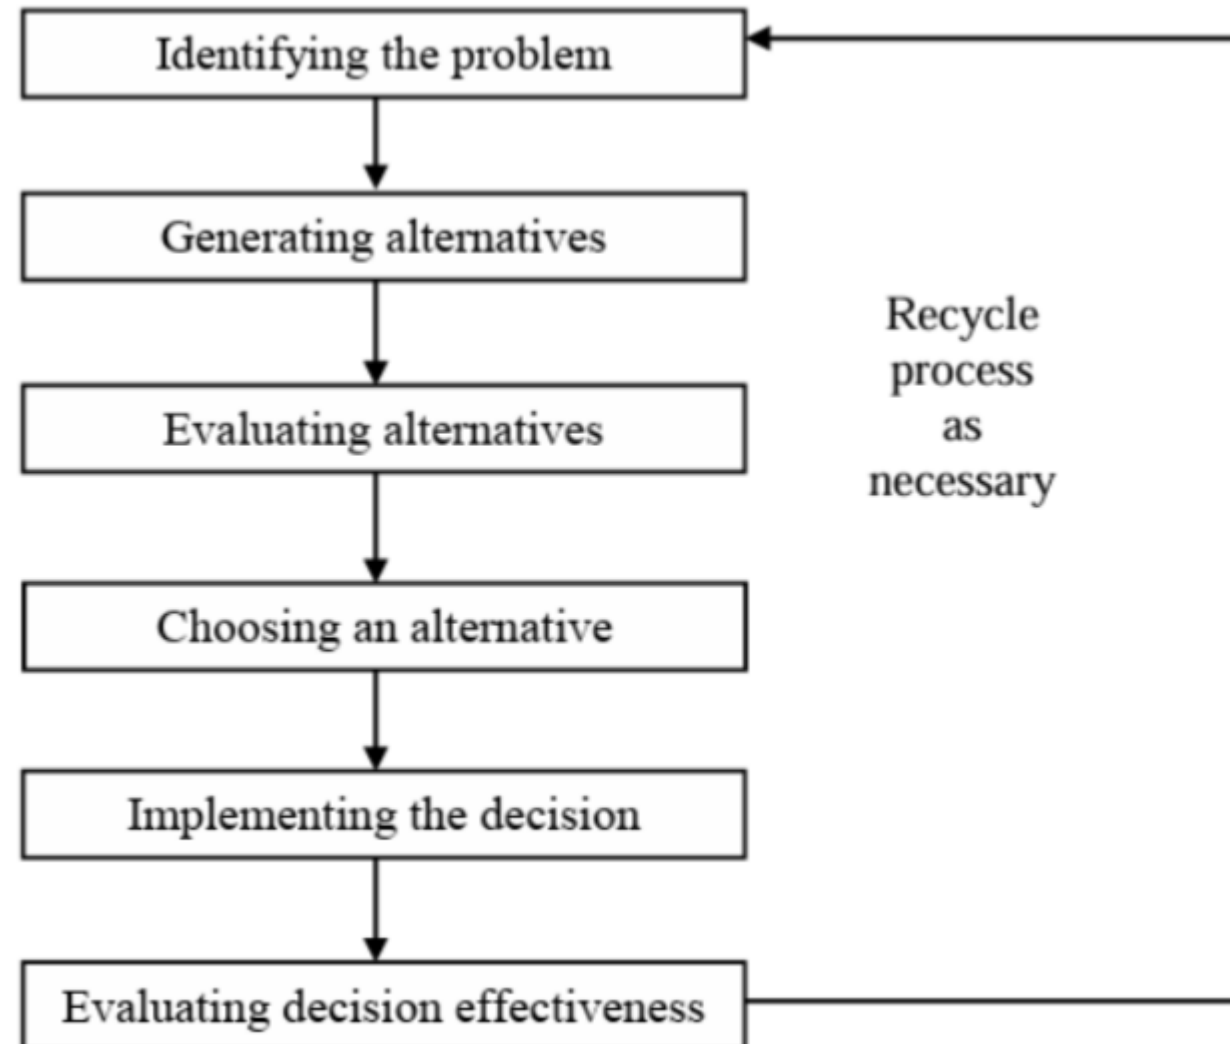 Identifying the problem
Generating alternatives
Recycle
process
as
necessary
Evaluating alternatives
Choosing an alternative
Implementing the decision
Evaluating decision effectiveness